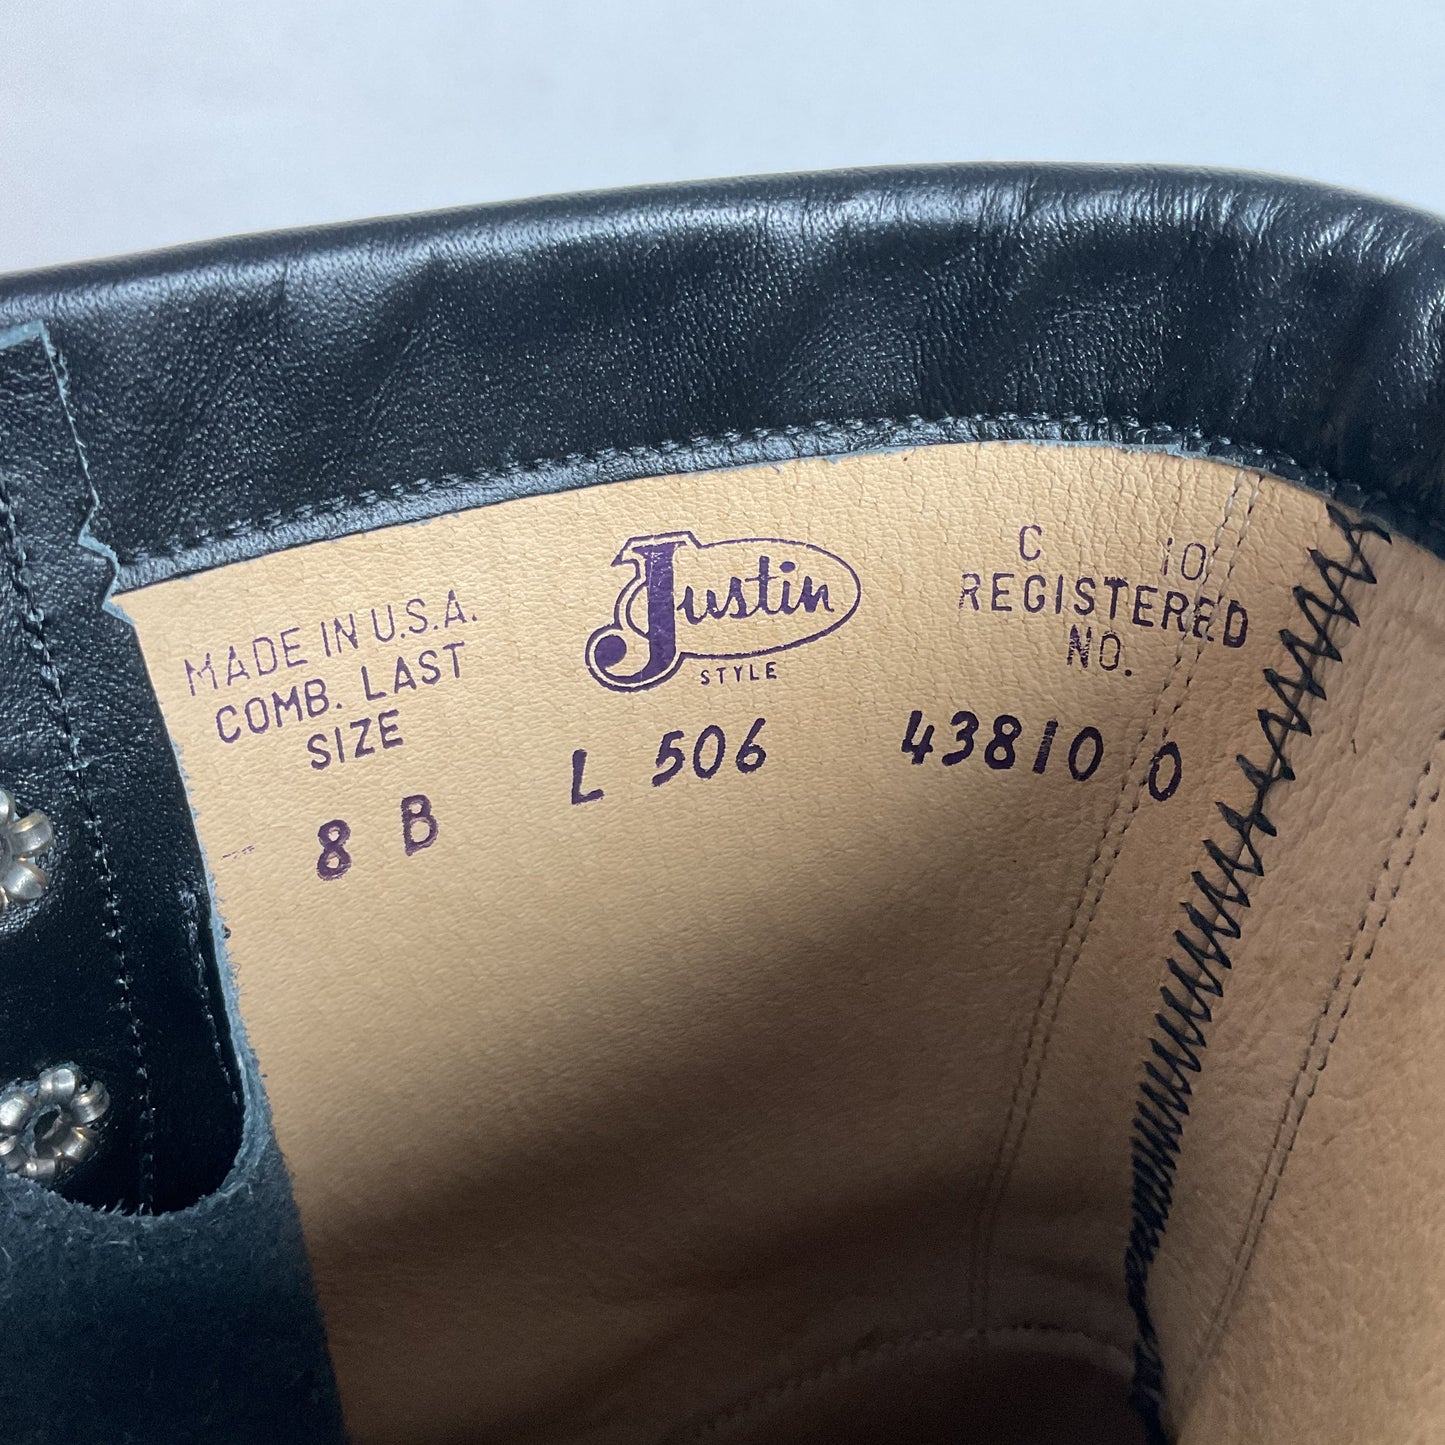 MADE IN U.S.A.
COMB. LAST
SIZE
8 B
Justin
STYLE
L 506
C 10
REGISTERED
NO.
43810 0